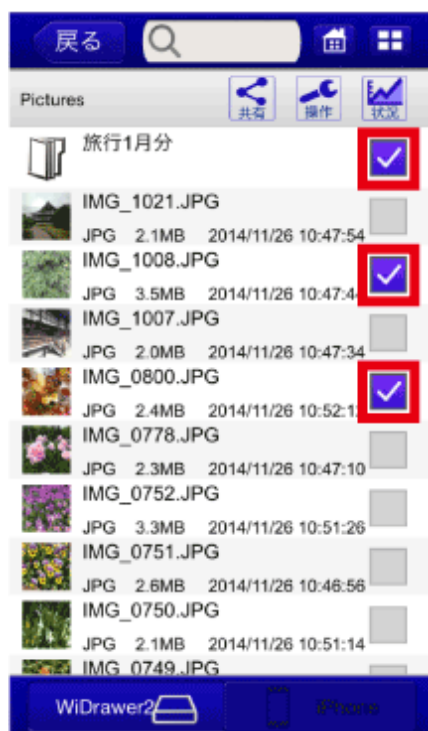 戻る
Pictures
共有
操作
状況
旅行1月分
IMG_1021.JPG
JPG 2.1MB 2014/11/26 10:47:54
IMG_1008.JPG
JPG 3.5MB 2014/11/26 10:47:4
IMG_1007.JPG
JPG 2.0MB 2014/11/26 10:47:34
IMG_0800.JPG
JPG 2.4MB 2014/11/26 10:52:1
IMG_0778.JPG
JPG 2.3MB 2014/11/26 10:47:10
IMG_0752.JPG
JPG 3.3MB 2014/11/26 10:51:26
IMG_0751.JPG
JPG 2.6MB 2014/11/26 10:46:56
IMG_0750.JPG
JPG 2.1MB 2014/11/26 10:51:14
IMG_0749.JPG
WiDrawer2